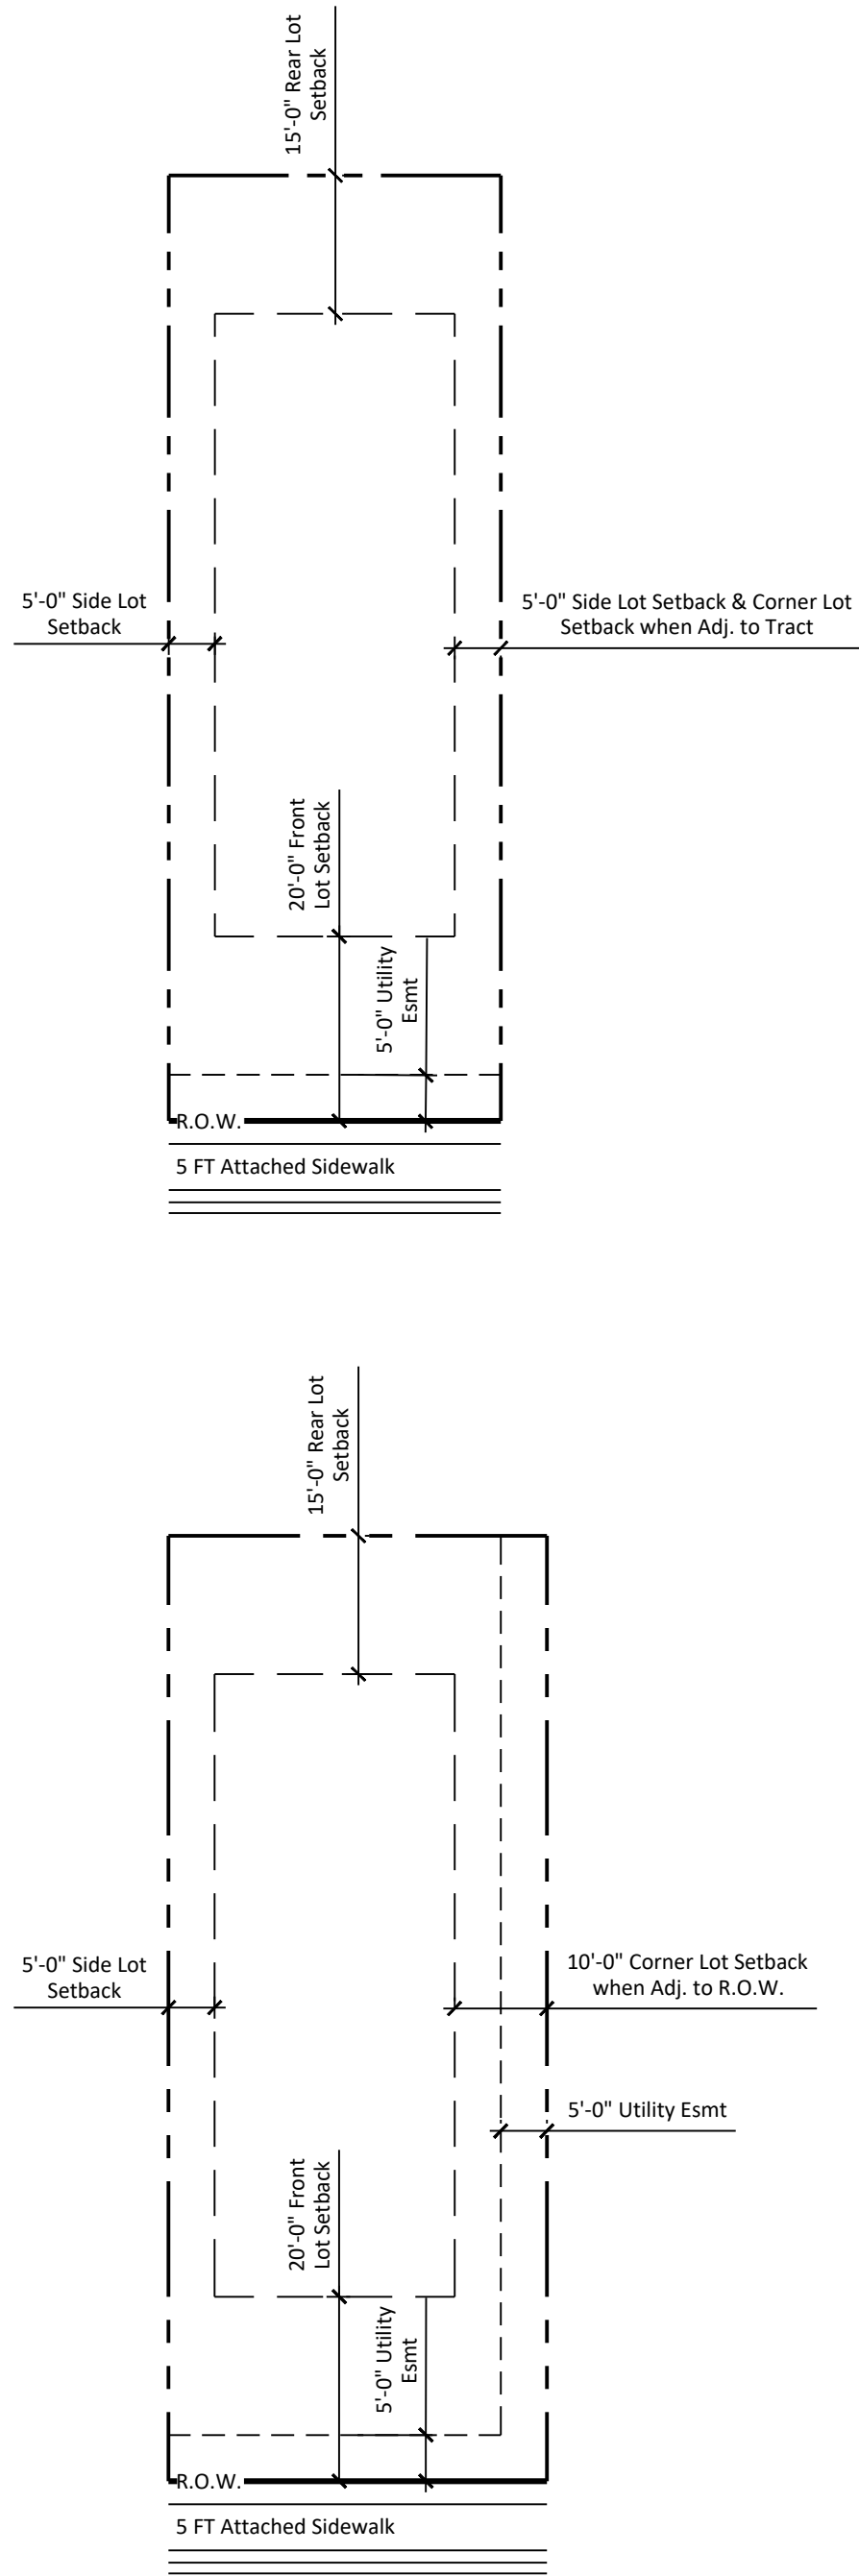 15'-0" Rear Lot
Setback
5'-0" Side Lot
Setback
5'-0" Side Lot Setback & Corner Lot
Setback when Adj. to Tract
20'-0" Front
Lot Setback
5'-0" Utility
Esmt
R.O.W.
5 FT Attached Sidewalk
15'-0" Rear Lot
Setback
5'-0" Side Lot
Setback
10'-0" Corner Lot Setback
when Adj. to R.O.W.
5'-0" Utility Esmt
20'-0" Front
Lot Setback
5'-0" Utility
Esmt
R.O.W.
5 FT Attached Sidewalk